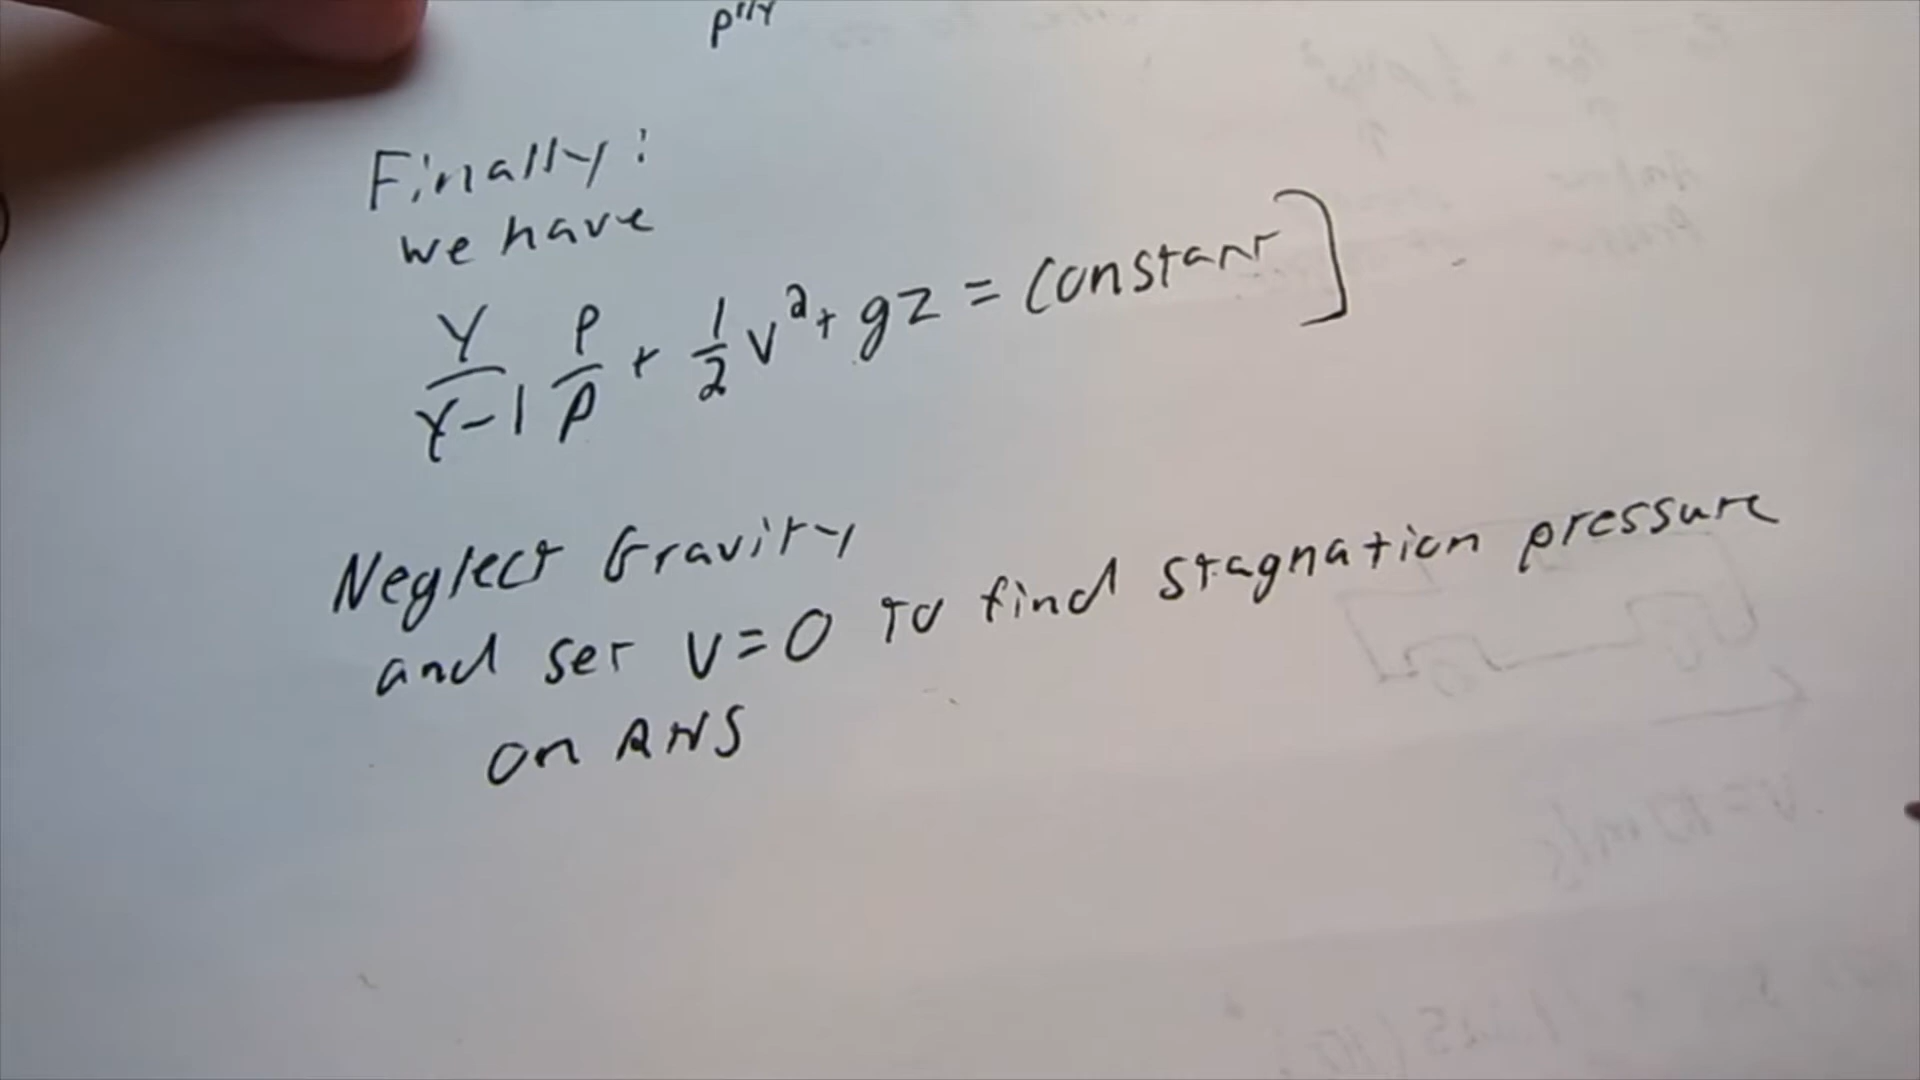 p^1/γ
Finally:
we have
γ/(γ-1) P/ρ + 1/2 v² + gz = constant]
Neglect Gravity
and set v=0 to find stagnation pressure
on RHS